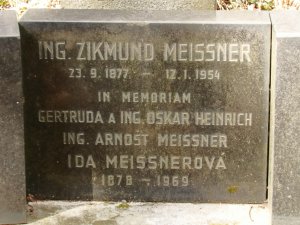 ING. ZIKMUND MEISSNER
23. 9. 1877 — 12. 1. 1954
IN MEMORIAM
GERTRUDA A ING. OSKAR HEINRICH
ING. ARNOŠT MEISSNER
IDA MEISSNEROVÁ
1878 — 1969